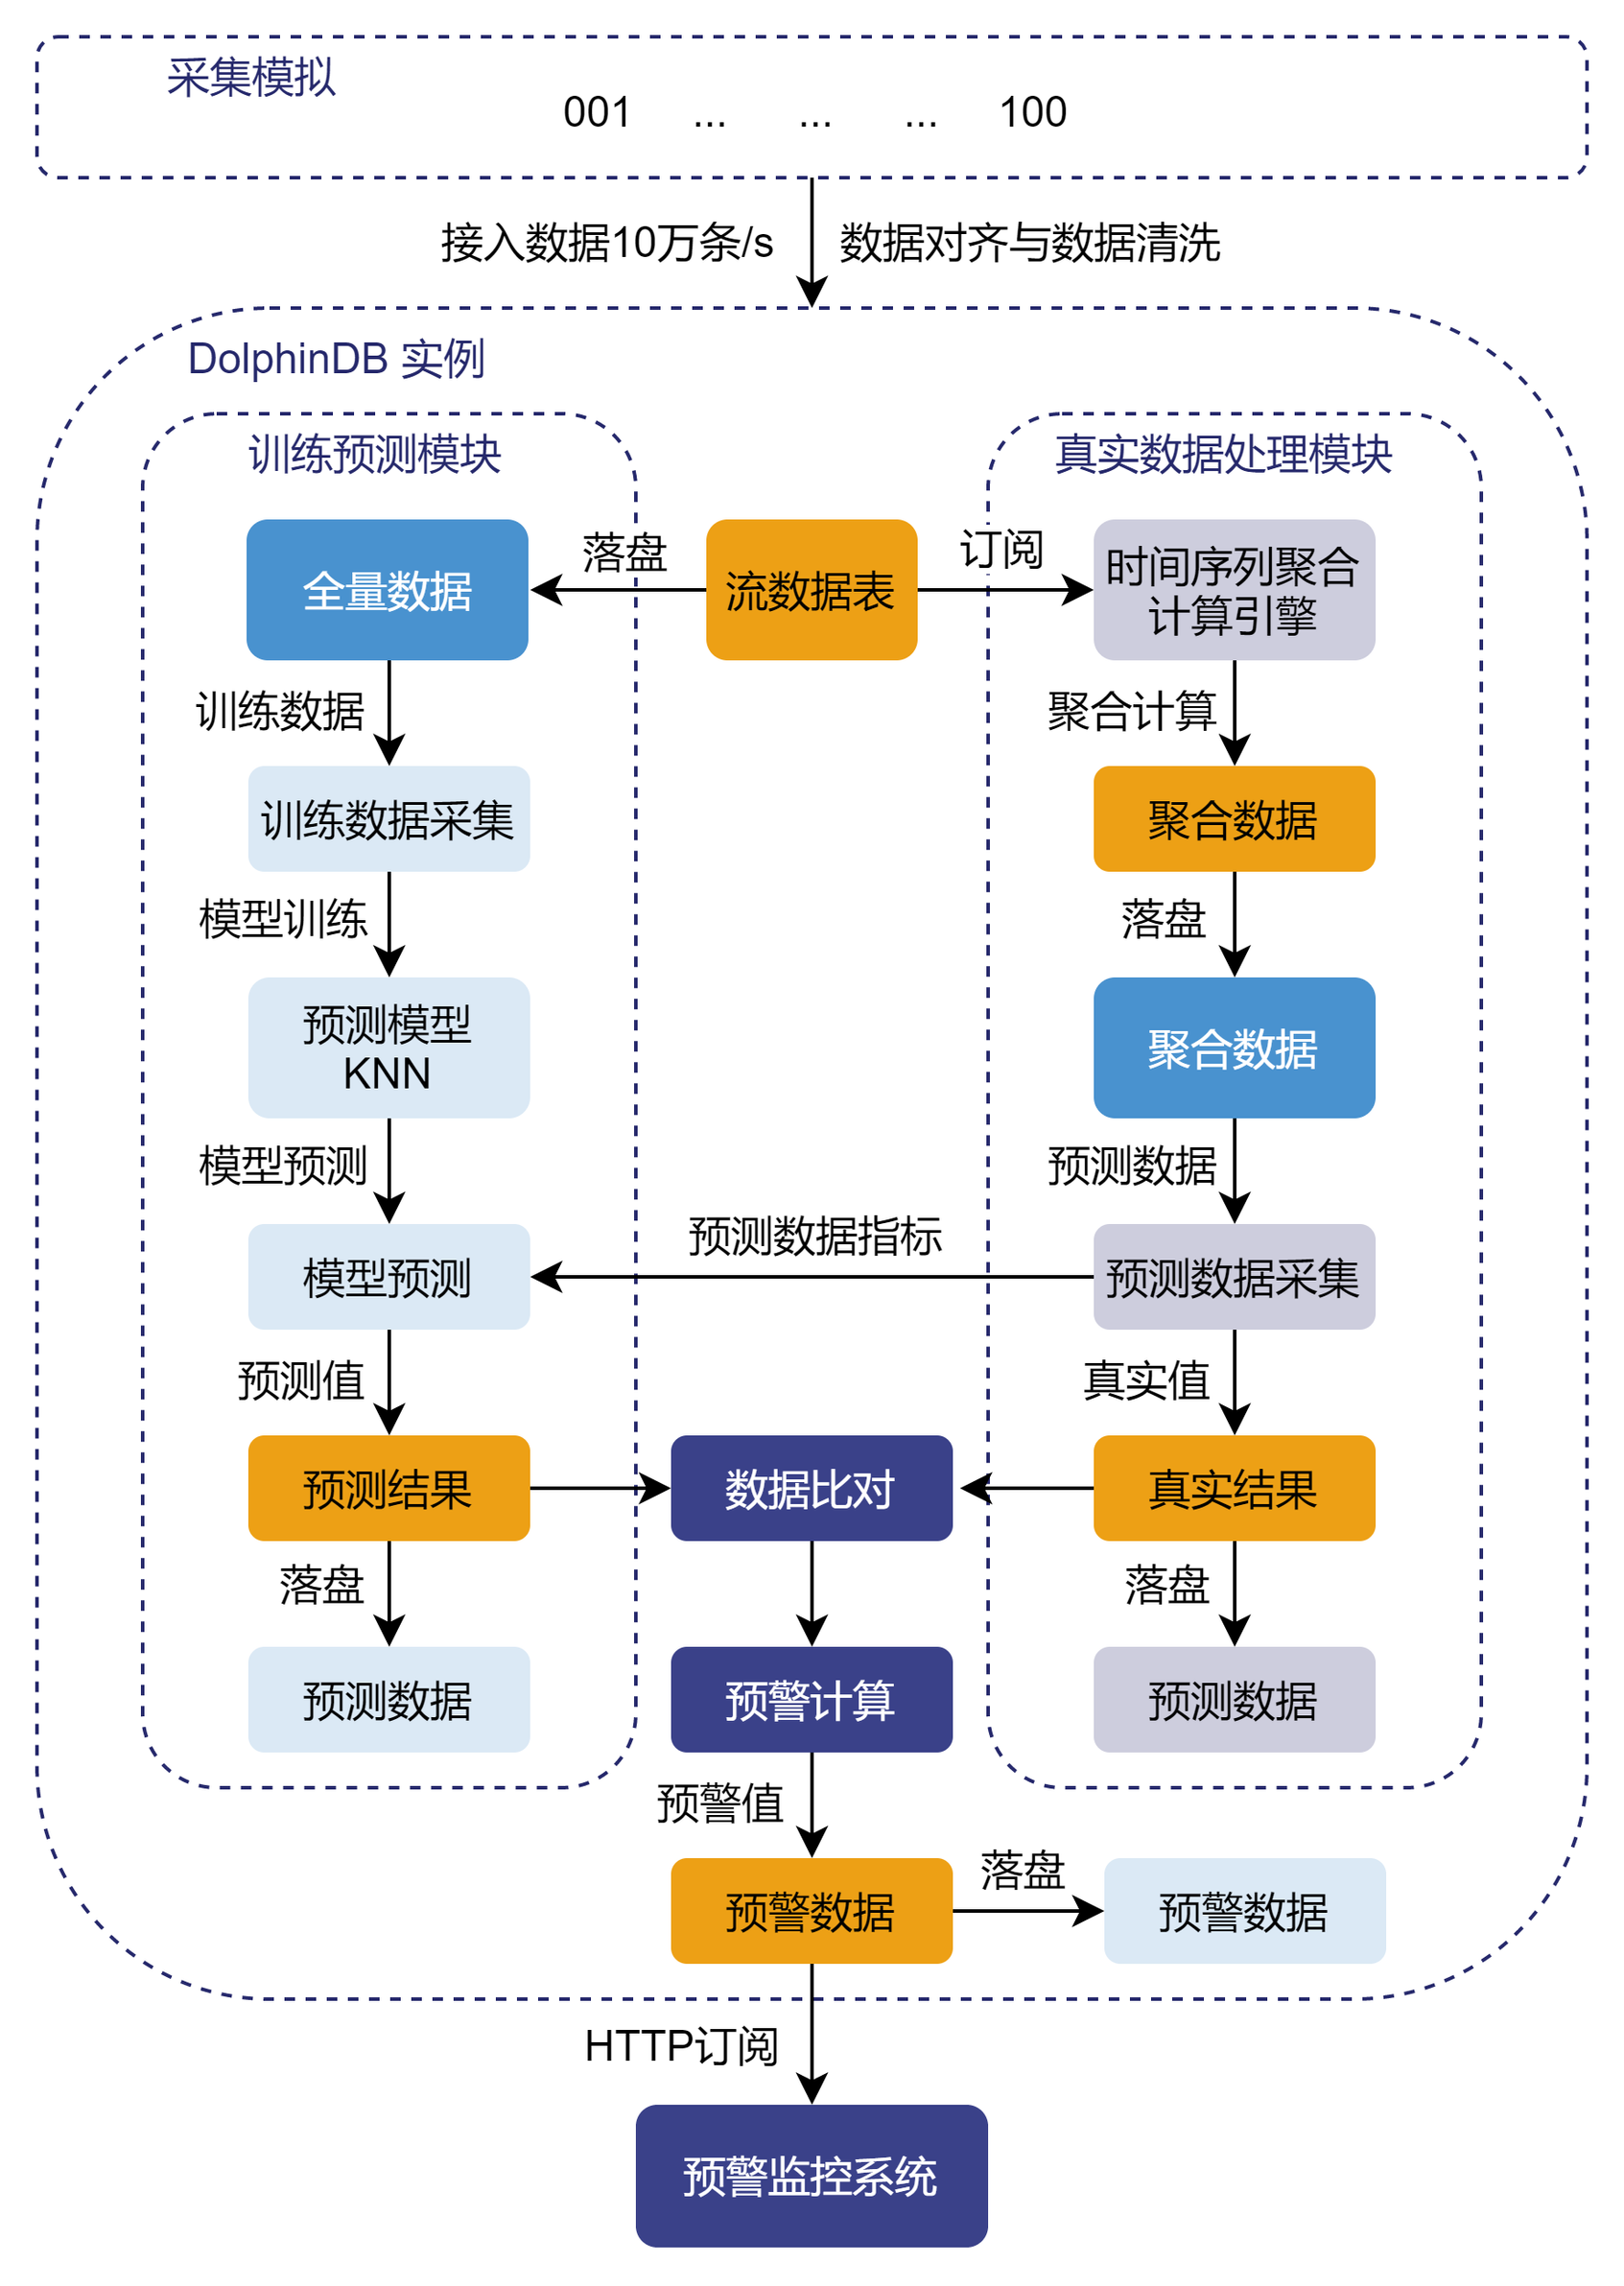 采集模拟
001 ... ... ... 100
接入数据10万条/s
数据对齐与数据清洗
DolphinDB 实例
训练预测模块
真实数据处理模块
全量数据
落盘
流数据表
订阅
时间序列聚合
计算引擎
训练数据
聚合计算
训练数据采集
聚合数据
模型训练
落盘
预测模型
KNN
聚合数据
模型预测
预测数据
模型预测
预测数据指标
预测数据采集
预测值
真实值
预测结果
数据比对
真实结果
落盘
落盘
预测数据
预警计算
预测数据
预警值
预警数据
落盘
预警数据
HTTP订阅
预警监控系统